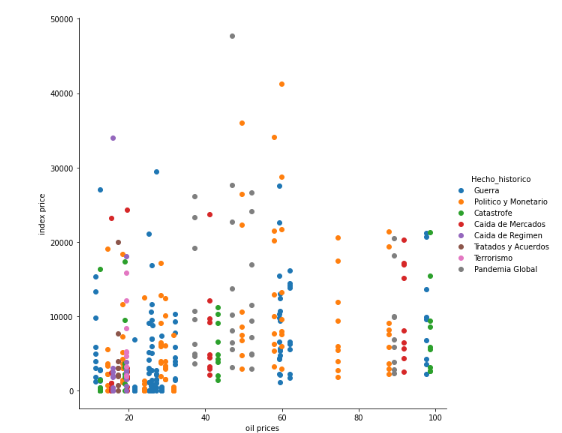 50000
40000
30000
20000
10000
0
index price
20
40
60
80
100
oil prices
Hecho_historico
Guerra
Politico y Monetario
Catastrofe
Caida de Mercados
Caida de Regimen
Tratados y Acuerdos
Terrorismo
Pandemia Global